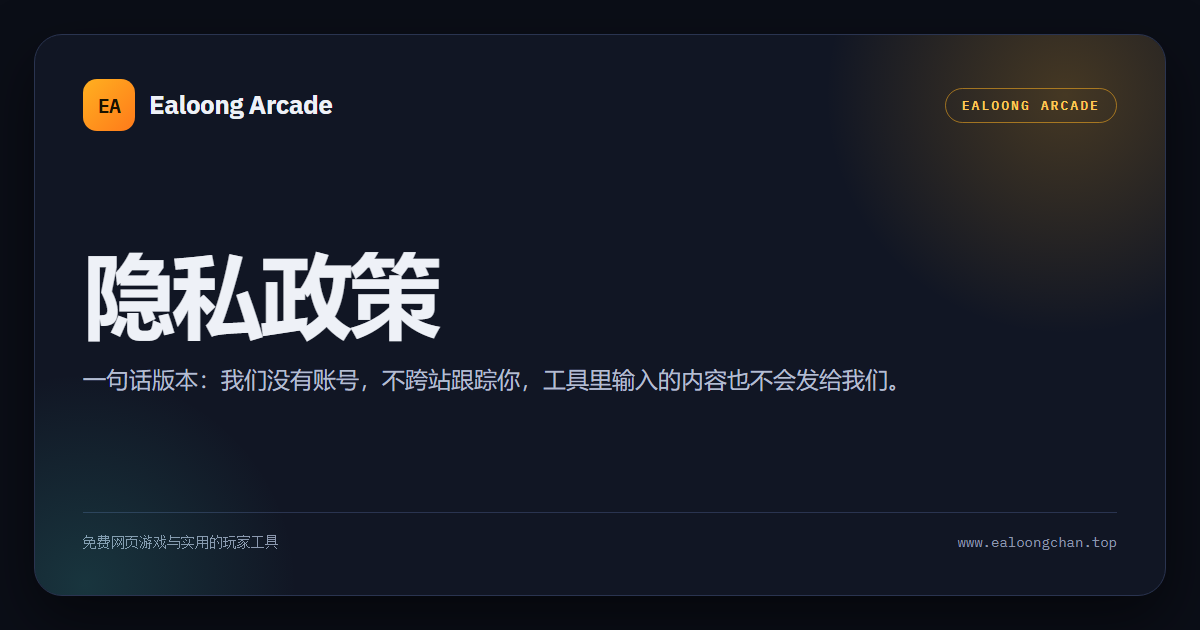 EA
Ealoong Arcade
EALOONG ARCADE
隐私政策
一句话版本：我们没有账号，不跨站跟踪你，工具里输入的内容也不会发给我们。
免费网页游戏与实用的玩家工具
www.ealoongchan.top